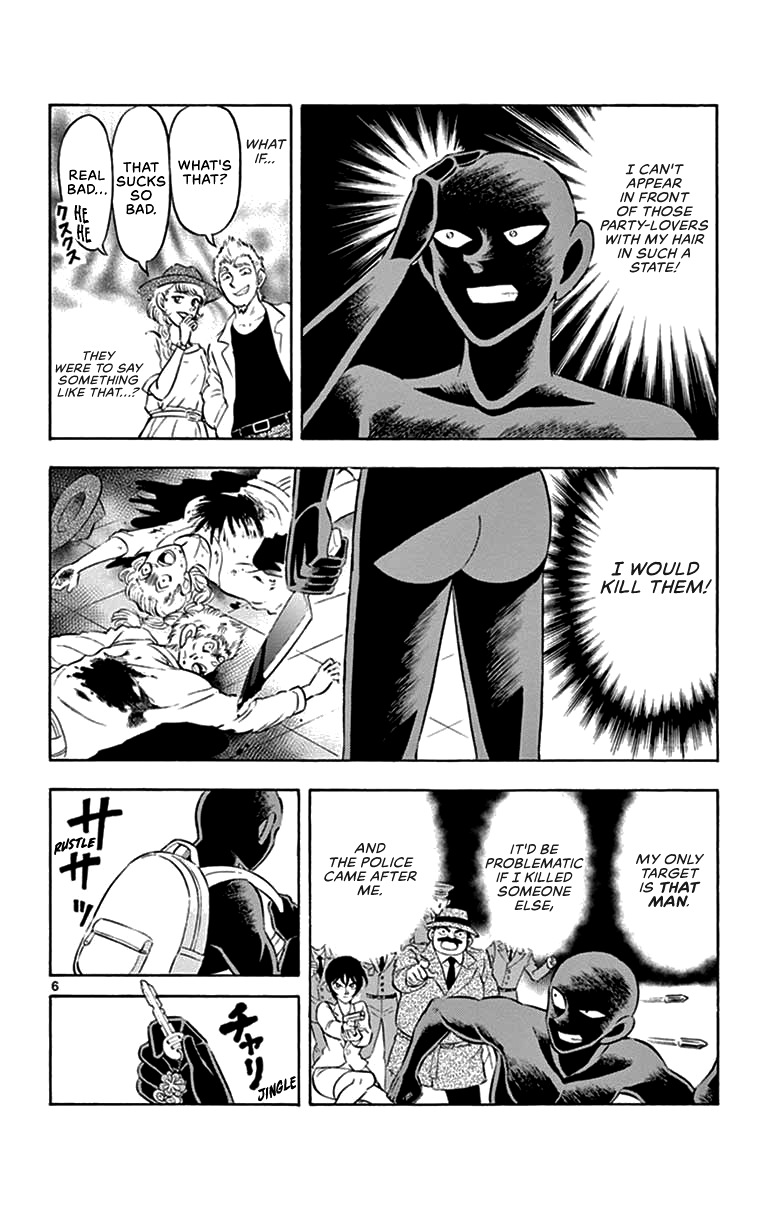 I CAN'T
APPEAR
IN FRONT
OF THOSE
PARTY-LOVERS
WITH MY HAIR
IN SUCH A
STATE!
WHAT
IF...
WHAT'S
THAT?
THAT
SUCKS
SO
BAD.
REAL
BAD...
HE
HE
クスクス
THEY
WERE TO SAY
SOMETHING
LIKE THAT...?
I WOULD
KILL THEM!
MY ONLY
TARGET
IS THAT
MAN.
IT'D BE
PROBLEMATIC
IF I KILLED
SOMEONE
ELSE,
AND
THE POLICE
CAME AFTER
ME.
ササッ
RUSTLE
チャリ
JINGLE
6